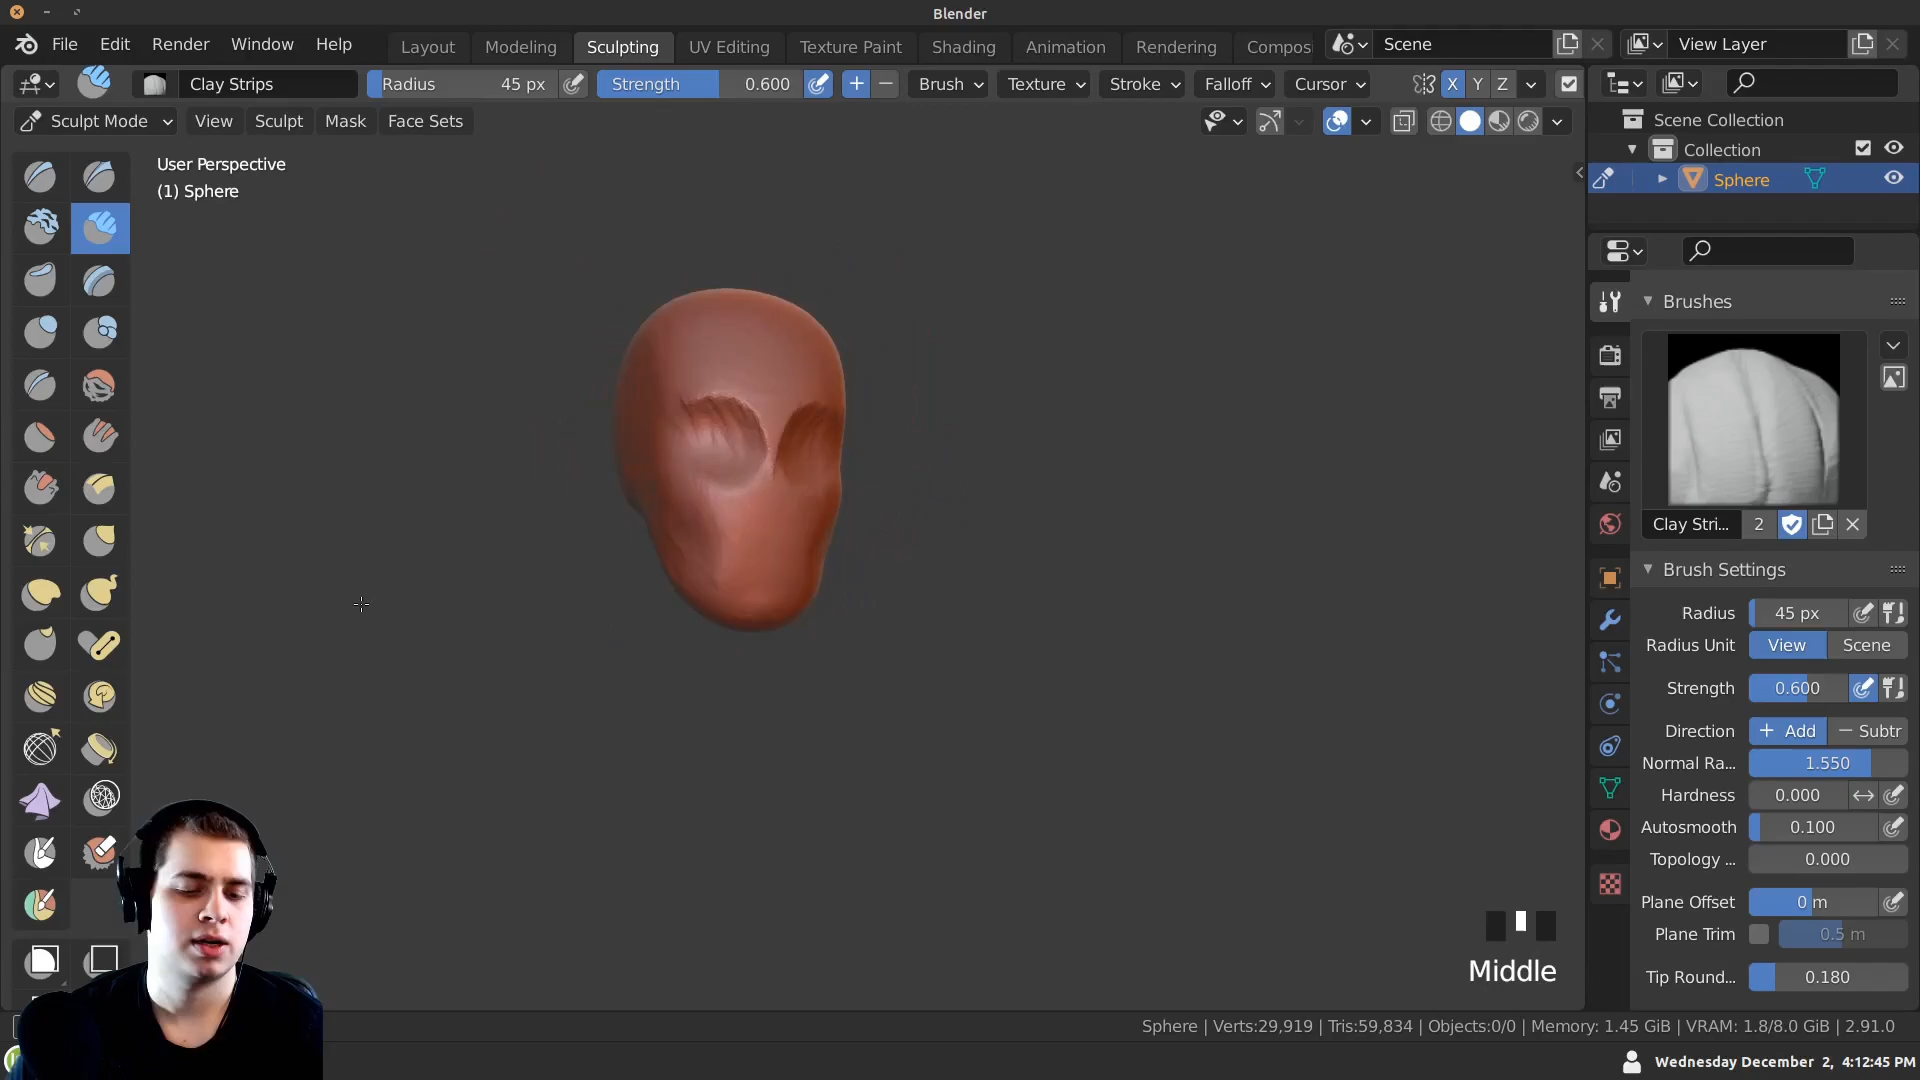 Blender
File Edit Render Window Help Layout Modeling Sculpting UV Editing Texture Paint Shading Animation Rendering Compos Scene View Layer
Clay Strips Radius 45 px Strength 0.600 Brush Texture Stroke Falloff Cursor X Y Z
Sculpt Mode View Sculpt Mask Face Sets
Scene Collection
Collection
Sphere
User Perspective
(1) Sphere
Brushes
Clay Stri... 2
Brush Settings
Radius 45 px
Radius Unit View Scene
Strength 0.600
Direction + Add − Subtr
Normal Ra... 1.550
Hardness 0.000
Autosmooth 0.100
Topology ... 0.000
Plane Offset 0 m
Plane Trim 0.5 m
Tip Round... 0.180
Middle
Sphere | Verts:29,919 | Tris:59,834 | Objects:0/0 | Memory: 1.45 GiB | VRAM: 1.8/8.0 GiB | 2.91.0
Wednesday December 2, 4:12:45 PM